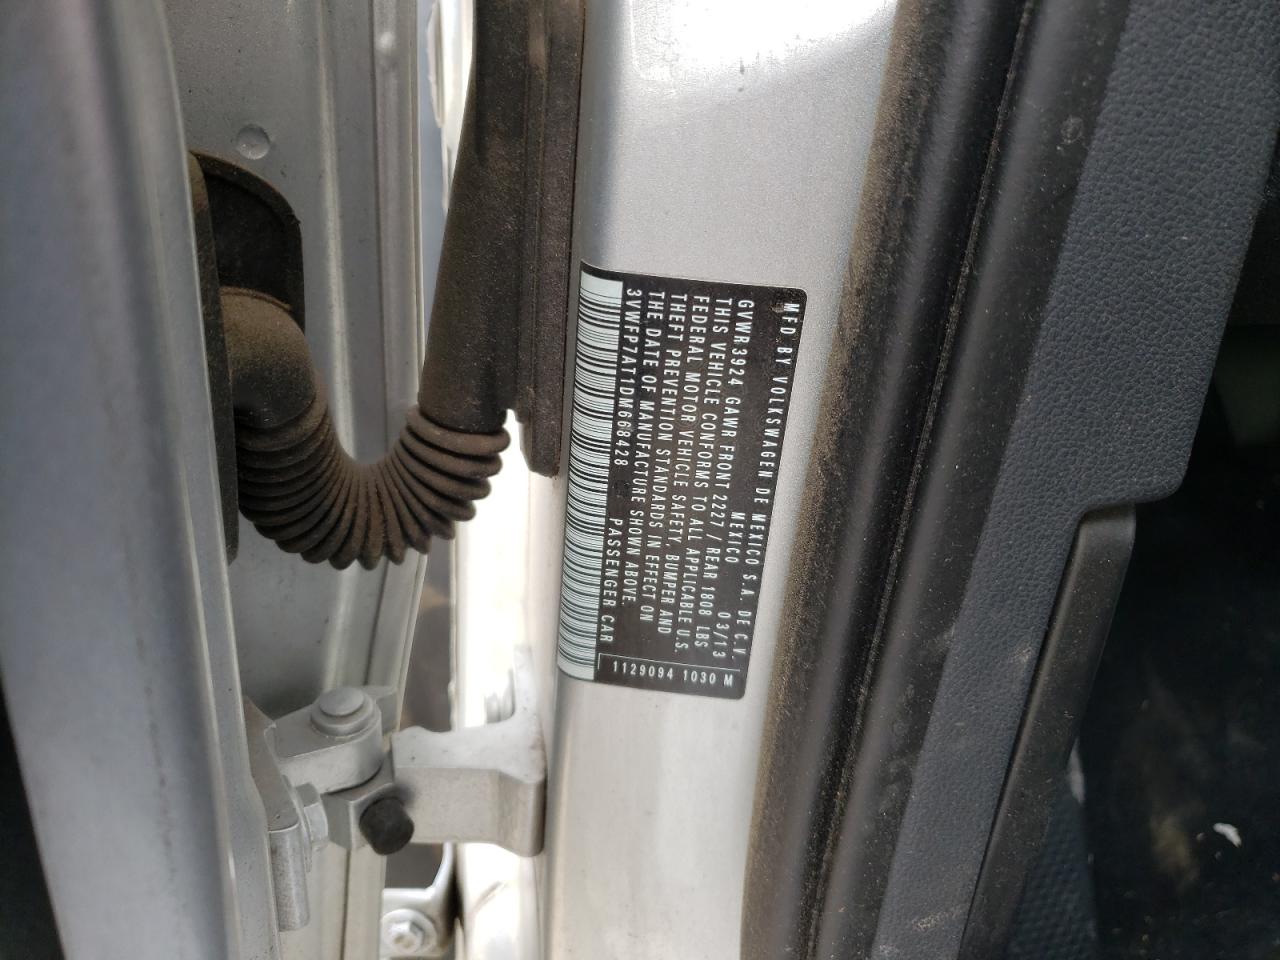 MFD BY VOLKSWAGEN DE MEXICO S.A. DE C.V.
MEXICO 03/13
GVWR 3924 GAWR FRONT 2227 / REAR 1808 LBS
THIS VEHICLE CONFORMS TO ALL APPLICABLE U.S.
FEDERAL MOTOR VEHICLE SAFETY, BUMPER AND
THEFT PREVENTION STANDARDS IN EFFECT ON
THE DATE OF MANUFACTURE SHOWN ABOVE.
3VWFP7AT1DM668428 PASSENGER CAR
1129094 1030 M